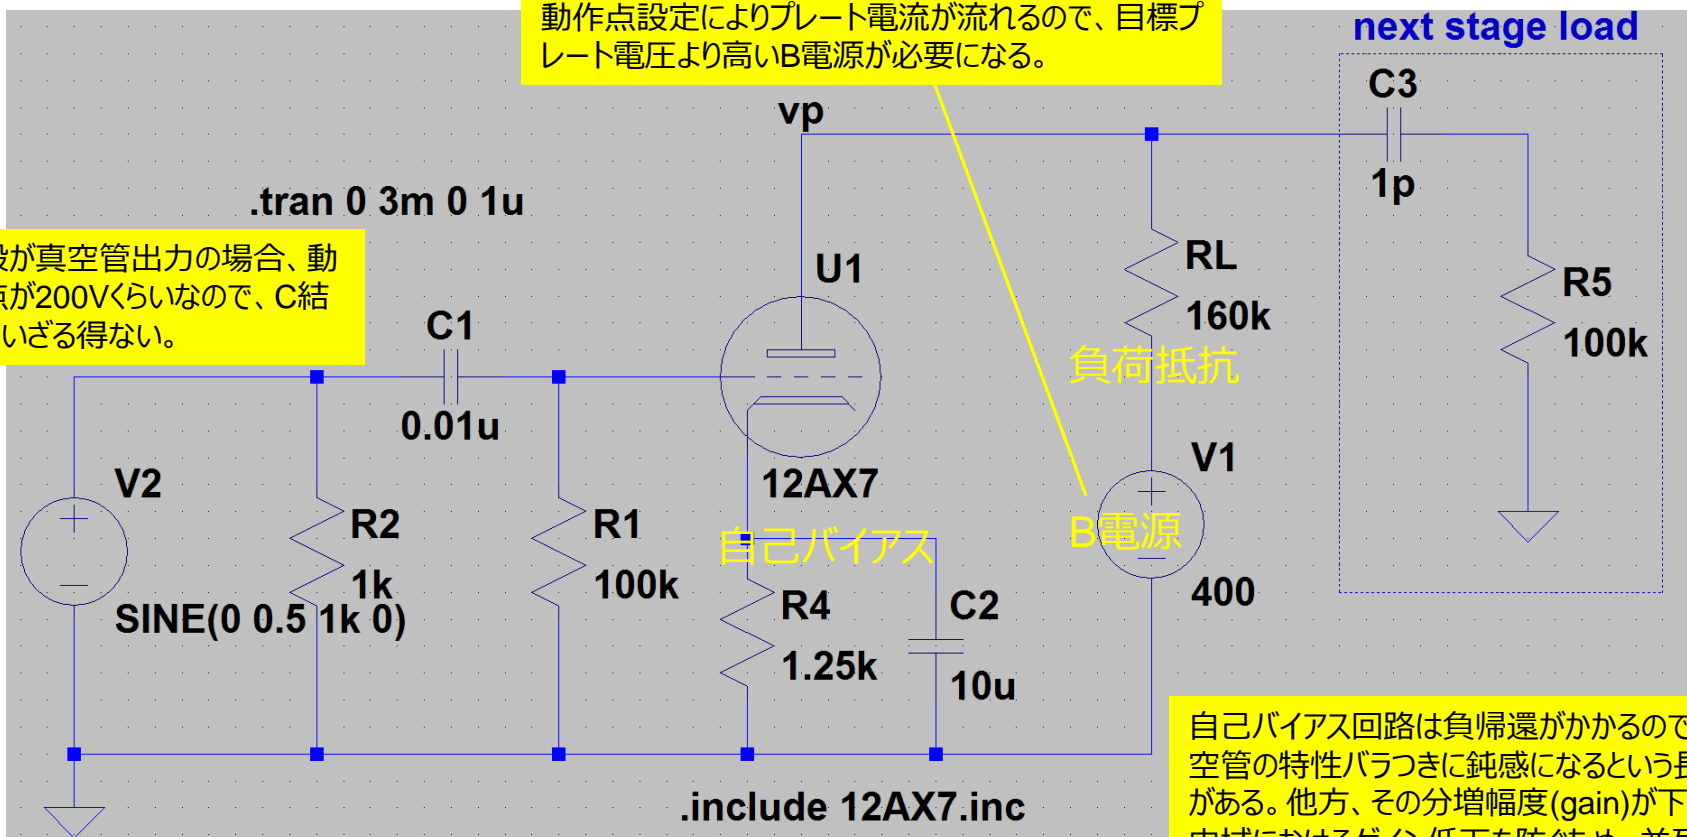 動作点設定によりプレート電流が流れるので、目標プ
レート電圧より高いB電源が必要になる。
next stage load
C3
vp
1p
.tran 0 3m 0 1u
が真空管出力の場合、動
点が200Vくらいなので、C結
いざる得ない。
U1
RL
160k
R5
100k
C1
0.01u
負荷抵抗
V2
12AX7
V1
R2
R1
自己バイアス
B電源
1k
100k
400
SINE(0 0.5 1k 0)
R4
C2
1.25k
10u
自己バイアス回路は負帰還がかかるので
空管の特性バラつきに鈍感になるという
がある。他方、その分増幅度(gain)が下
.include 12AX7.inc